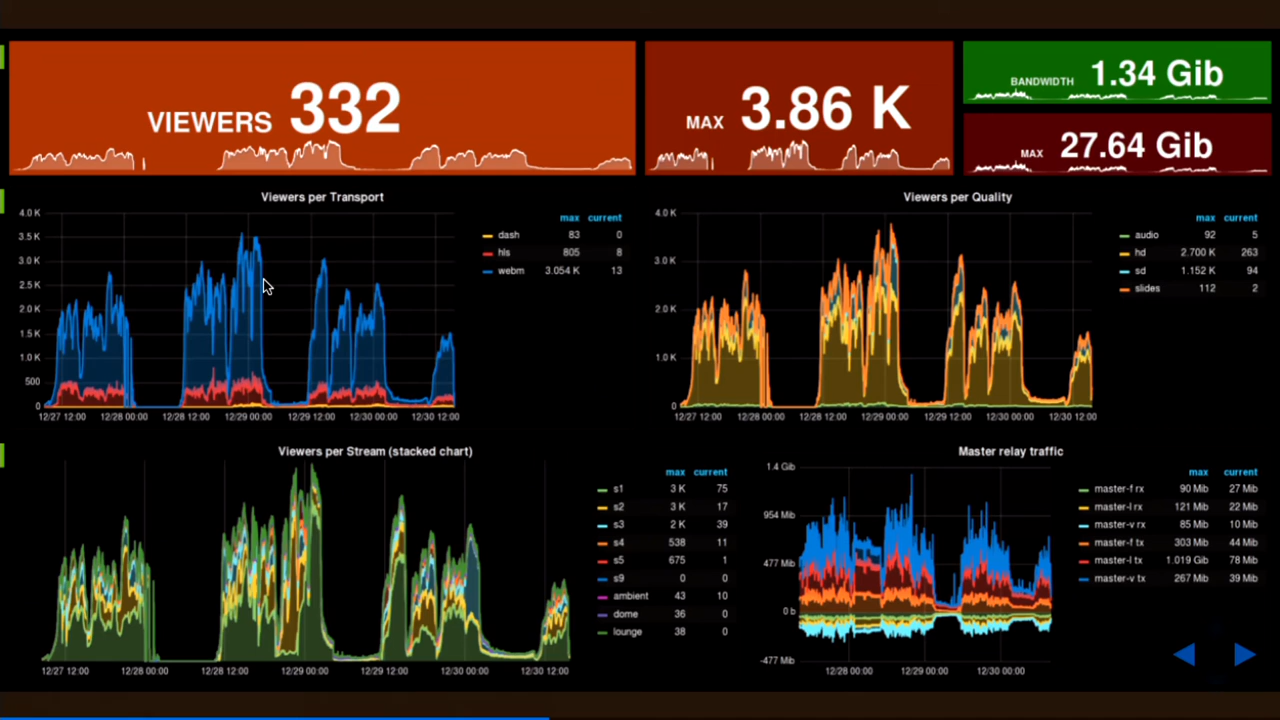 VIEWERS 332
MAX 3.86 K
BANDWIDTH 1.34 Gib
MAX 27.64 Gib
Viewers per Transport
4.0 K
3.5 K
3.0 K
2.5 K
2.0 K
1.5 K
1.0 K
500
0
12/27 12:00 12/28 00:00 12/28 12:00 12/29 00:00 12/29 12:00 12/30 00:00 12/30 12:00
max current
dash 83 0
hls 805 8
webm 3.054 K 13
Viewers per Quality
4.0 K
3.0 K
2.0 K
1.0 K
0
12/27 12:00 12/28 00:00 12/28 12:00 12/29 00:00 12/29 12:00 12/30 00:00 12/30 12:00
max current
audio 92 5
hd 2.700 K 263
sd 1.152 K 94
slides 112 2
Viewers per Stream (stacked chart)
12/27 12:00 12/28 00:00 12/28 12:00 12/29 00:00 12/29 12:00 12/30 00:00 12/30 12:00
max current
s1 3 K 75
s2 3 K 17
s3 2 K 39
s4 538 11
s5 675 1
s9 0 0
ambient 43 10
dome 36 0
lounge 38 0
Master relay traffic
1.4 Gib
954 Mib
477 Mib
0 b
-477 Mib
12/28 00:00 12/29 00:00 12/30 00:00
max current
master-f rx 90 Mib 27 Mib
master-l rx 121 Mib 22 Mib
master-v rx 85 Mib 10 Mib
master-f tx 303 Mib 44 Mib
master-l tx 1.019 Gib 78 Mib
master-v tx 267 Mib 39 Mib